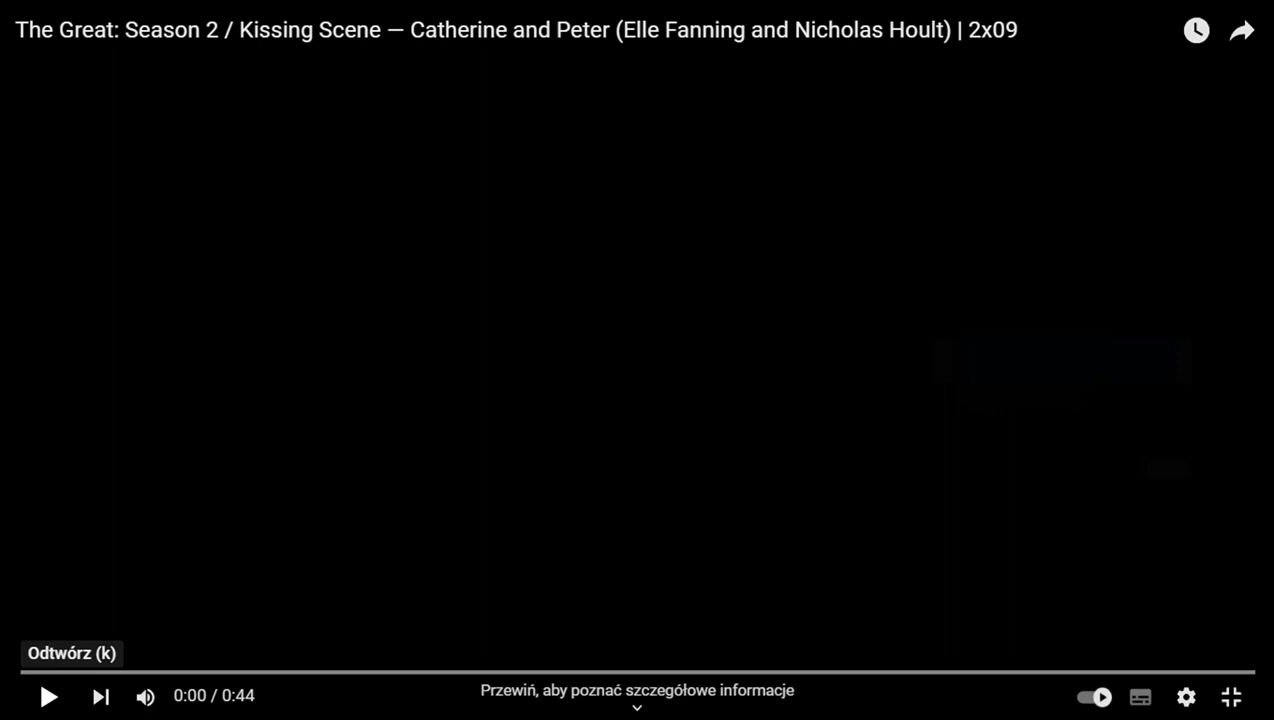 The Great: Season 2 / Kissing Scene — Catherine and Peter (Elle Fanning and Nicholas Hoult) | 2x09
Odtwórz (k)
0:00 / 0:44
Przewiń, aby poznać szczegółowe informacje